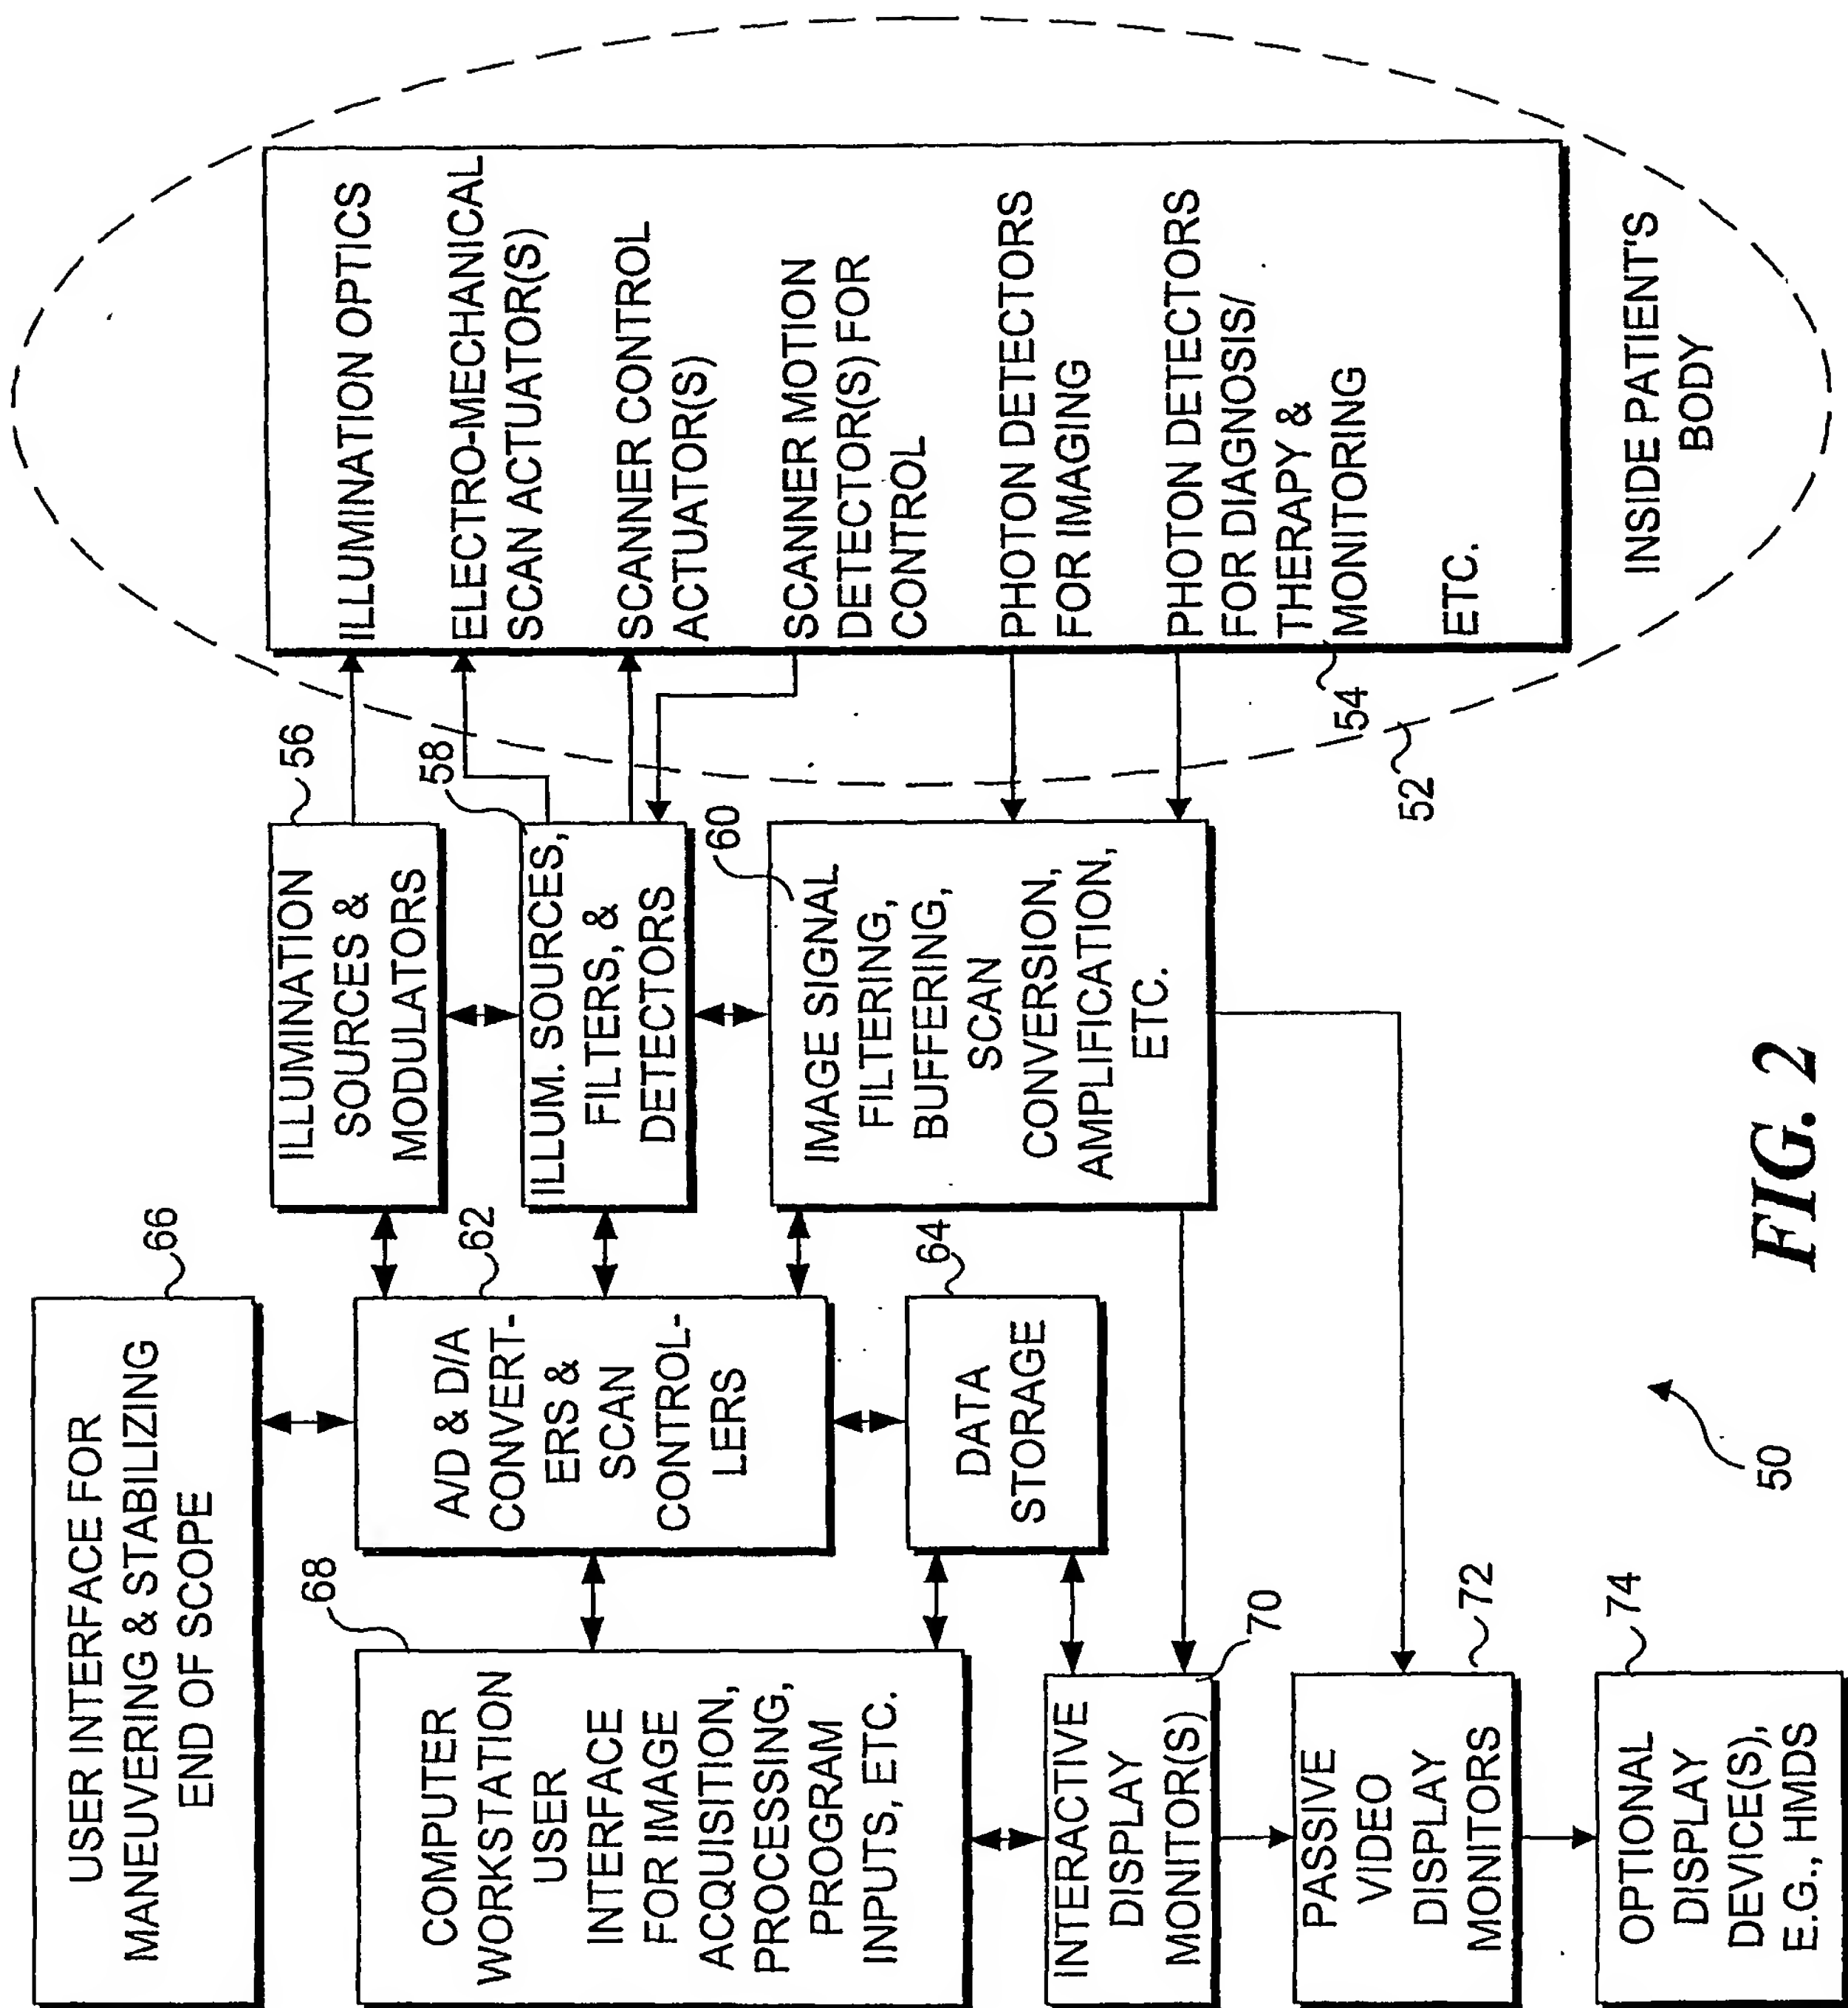 USER INTERFACE FOR
MANEUVERING & STABILIZING
END OF SCOPE
66
COMPUTER
WORKSTATION
USER
INTERFACE
FOR IMAGE
ACQUISITION,
PROCESSING,
PROGRAM
INPUTS, ETC.
68
A/D & D/A
CONVERT-
ERS &
SCAN
CONTROL-
LERS
62
ILLUMINATION
SOURCES &
MODULATORS
56
ILLUM. SOURCES,
FILTERS, &
DETECTORS
58
IMAGE SIGNAL
FILTERING,
BUFFERING,
SCAN
CONVERSION,
AMPLIFICATION,
ETC.
60
DATA
STORAGE
64
INTERACTIVE
DISPLAY
MONITOR(S)
70
PASSIVE
VIDEO
DISPLAY
MONITORS
72
OPTIONAL
DISPLAY
DEVICE(S),
E.G., HMDS
74
ILLUMINATION OPTICS
ELECTRO-MECHANICAL
SCAN ACTUATOR(S)
SCANNER CONTROL
ACTUATOR(S)
SCANNER MOTION
DETECTOR(S) FOR
CONTROL
PHOTON DETECTORS
FOR IMAGING
PHOTON DETECTORS
FOR DIAGNOSIS/
THERAPY &
MONITORING
ETC.
54
52
INSIDE PATIENT'S
BODY
50
FIG. 2